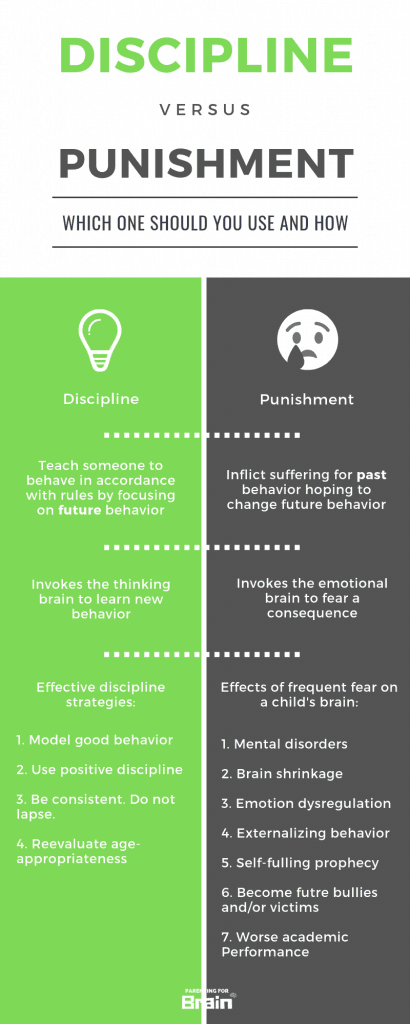 DISCIPLINE
VERSUS
PUNISHMENT
WHICH ONE SHOULD YOU USE AND HOW
Discipline
Teach someone to
behave in accordance
with rules by focusing
on future behavior
Invokes the thinking
brain to learn new
behavior
Effective discipline
strategies:
1. Model good behavior
2. Use positive discipline
3. Be consistent. Do not
lapse.
4. Reevaluate age-
appropriateness
Punishment
Inflict suffering for past
behavior hoping to
change future behavior
Invokes the emotional
brain to fear a
consequence
Effects of frequent fear on
a child's brain:
1. Mental disorders
2. Brain shrinkage
3. Emotion dysregulation
4. Externalizing behavior
5. Self-fulling prophecy
6. Become futre bullies
and/or victims
7. Worse academic
Performance
PARENTING FOR
Brain